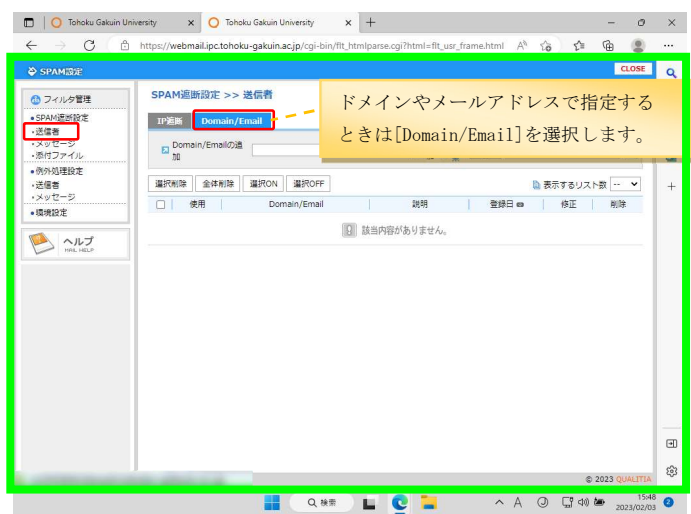 Tohoku Gakuin University
Tohoku Gakuin University
https://webmail.ipc.tohoku-gakuin.ac.jp/cgi-bin/flt_htmlparse.cgi?html=flt_usr_frame.html
SPAM設定
CLOSE
フィルタ管理
•SPAM遮断設定
・送信者
・メッセージ
・添付ファイル
•例外処理設定
・送信者
・メッセージ
•環境設定
ヘルプ
MAIL HELP
SPAM遮断設定 >> 送信者
IP遮断
Domain/Email
ドメインやメールアドレスで指定する
ときは[Domain/Email]を選択します。
Domain/Emailの追
加
選択削除 全体削除 選択ON 選択OFF
表示するリスト数 --
使用 Domain/Email 説明 登録日 修正 削除
該当内容がありません。
© 2023 QUALITIA
検索
A
15:48
2023/02/03
2